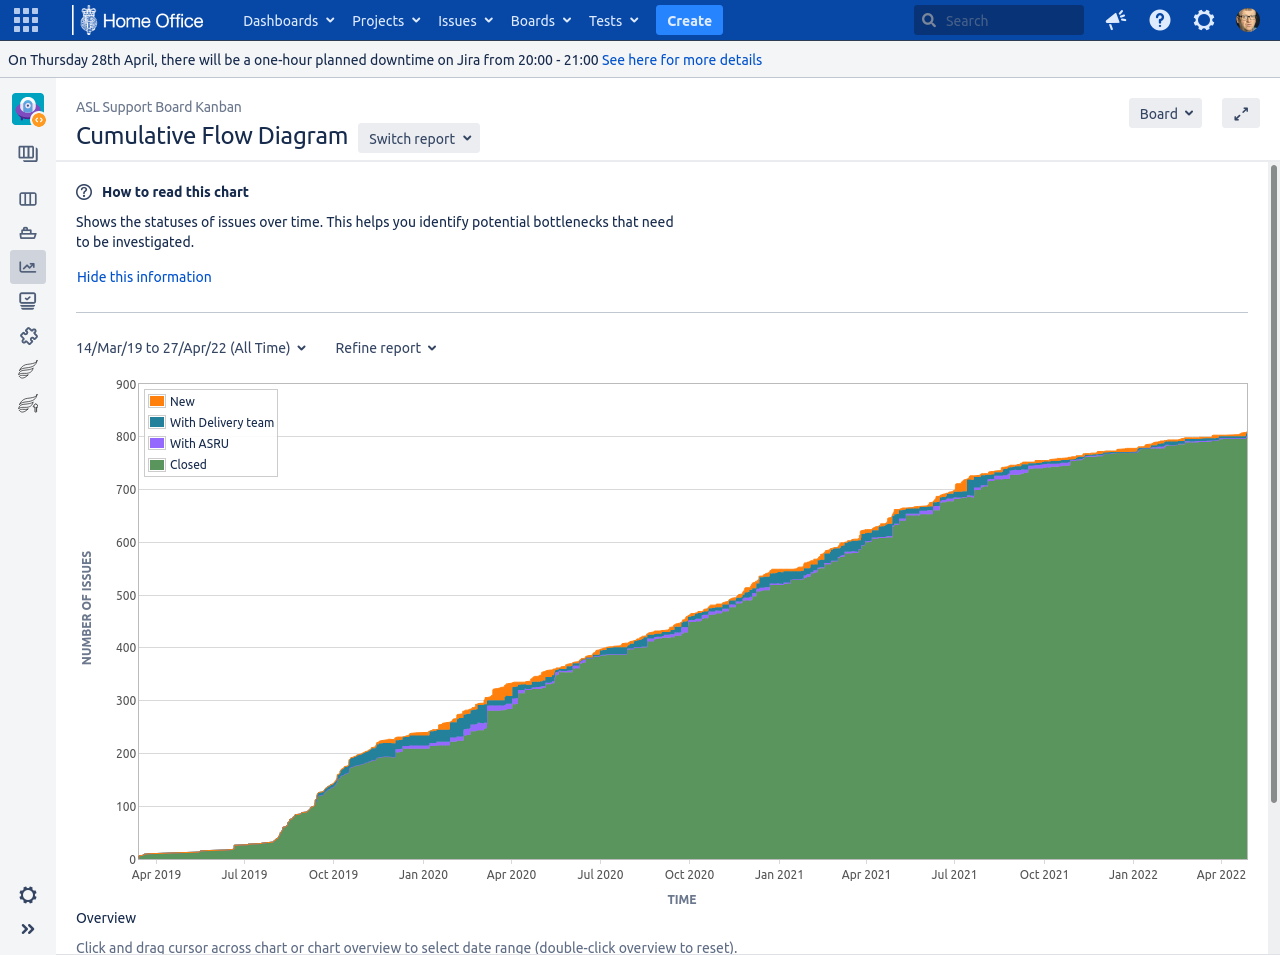 Home Office Dashboards Projects Issues Boards Tests Create Search
On Thursday 28th April, there will be a one-hour planned downtime on Jira from 20:00 - 21:00 See here for more details
ASL Support Board Kanban
Cumulative Flow Diagram Switch report Board
How to read this chart
Shows the statuses of issues over time. This helps you identify potential bottlenecks that need
to be investigated.
Hide this information
14/Mar/19 to 27/Apr/22 (All Time) Refine report
900
New
With Delivery team
800
With ASRU
Closed
700
600
500
NUMBER OF ISSUES
400
300
200
100
0
Apr 2019 Jul 2019 Oct 2019 Jan 2020 Apr 2020 Jul 2020 Oct 2020 Jan 2021 Apr 2021 Jul 2021 Oct 2021 Jan 2022 Apr 2022
TIME
Overview
Click and drag cursor across chart or chart overview to select date range (double-click overview to reset).